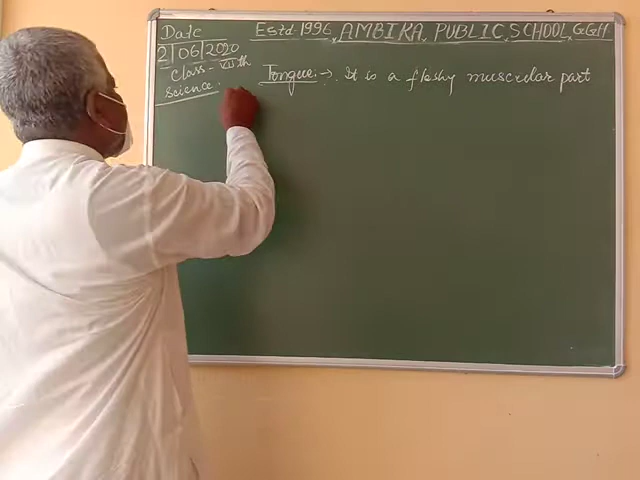 Date Estd 1996 AMBIKA PUBLIC SCHOOL GGH
2/06/2020
Class - VIIth
Science.
Tongue :→ It is a fleshy muscular part